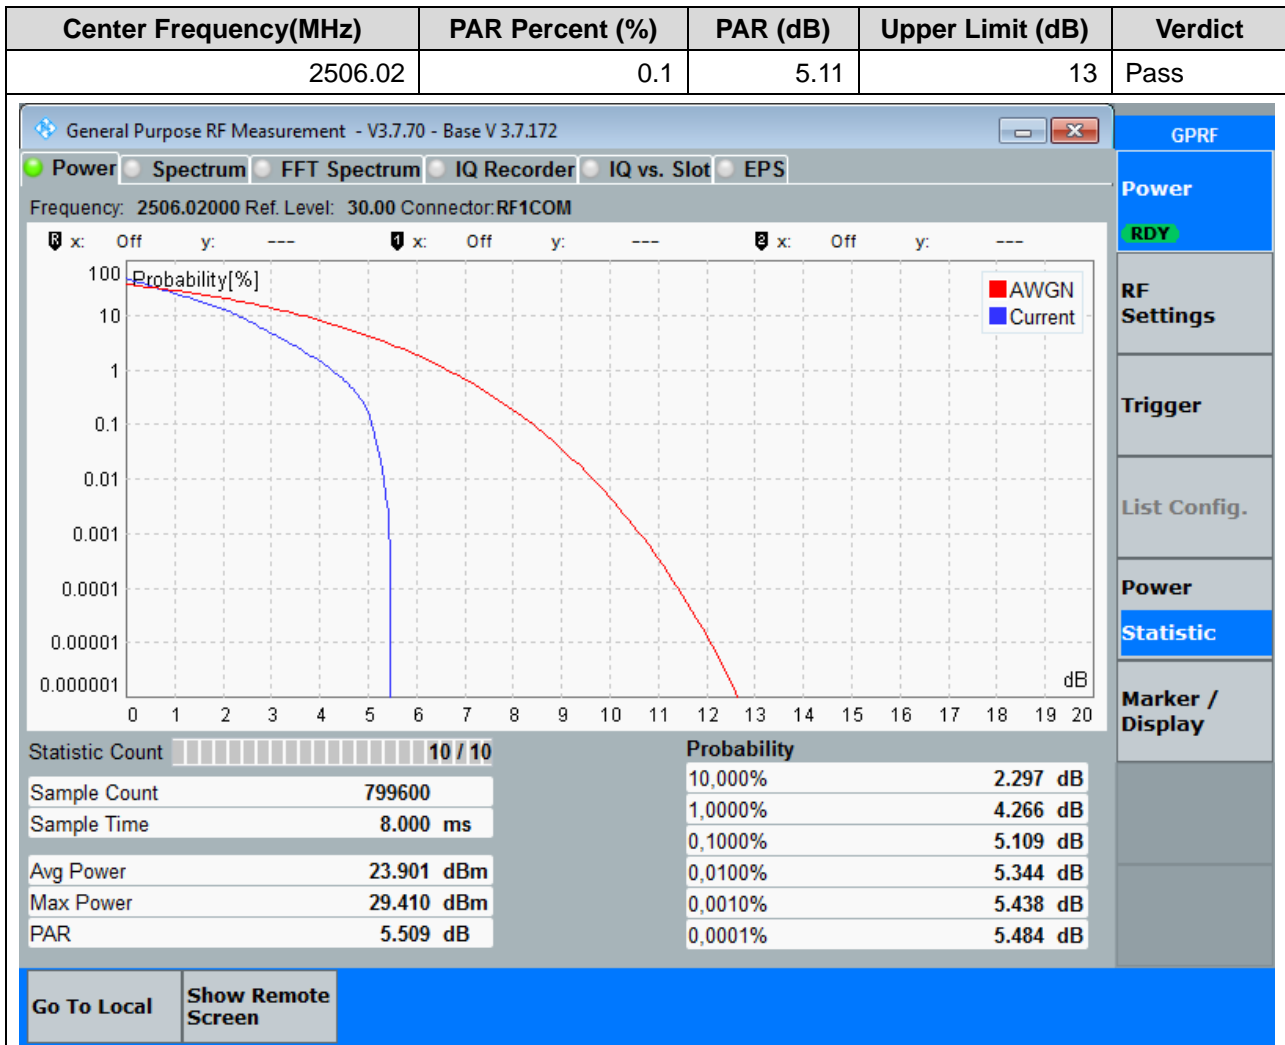 Center Frequency(MHz) PAR Percent (%) PAR (dB) Upper Limit (dB) Verdict
2506.02 0.1 5.11 13 Pass
General Purpose RF Measurement - V3.7.70 - Base V 3.7.172
GPRF
Power Spectrum FFT Spectrum IQ Recorder IQ vs. Slot EPS
Power
RDY
Frequency: 2506.02000 Ref. Level: 30.00 Connector: RF1COM
R x: Off y: --- 1 x: Off y: --- 2 x: Off y: ---
Probability[%]
AWGN
Current
100
10
1
0.1
0.01
0.001
0.0001
0.00001
0.000001
dB
0 1 2 3 4 5 6 7 8 9 10 11 12 13 14 15 16 17 18 19 20
RF
Settings
Trigger
List Config.
Power
Statistic
Marker /
Display
Statistic Count 10 / 10
Sample Count 799600
Sample Time 8.000 ms
Avg Power 23.901 dBm
Max Power 29.410 dBm
PAR 5.509 dB
Probability
10,000% 2.297 dB
1,0000% 4.266 dB
0,1000% 5.109 dB
0,0100% 5.344 dB
0,0010% 5.438 dB
0,0001% 5.484 dB
Go To Local
Show Remote
Screen